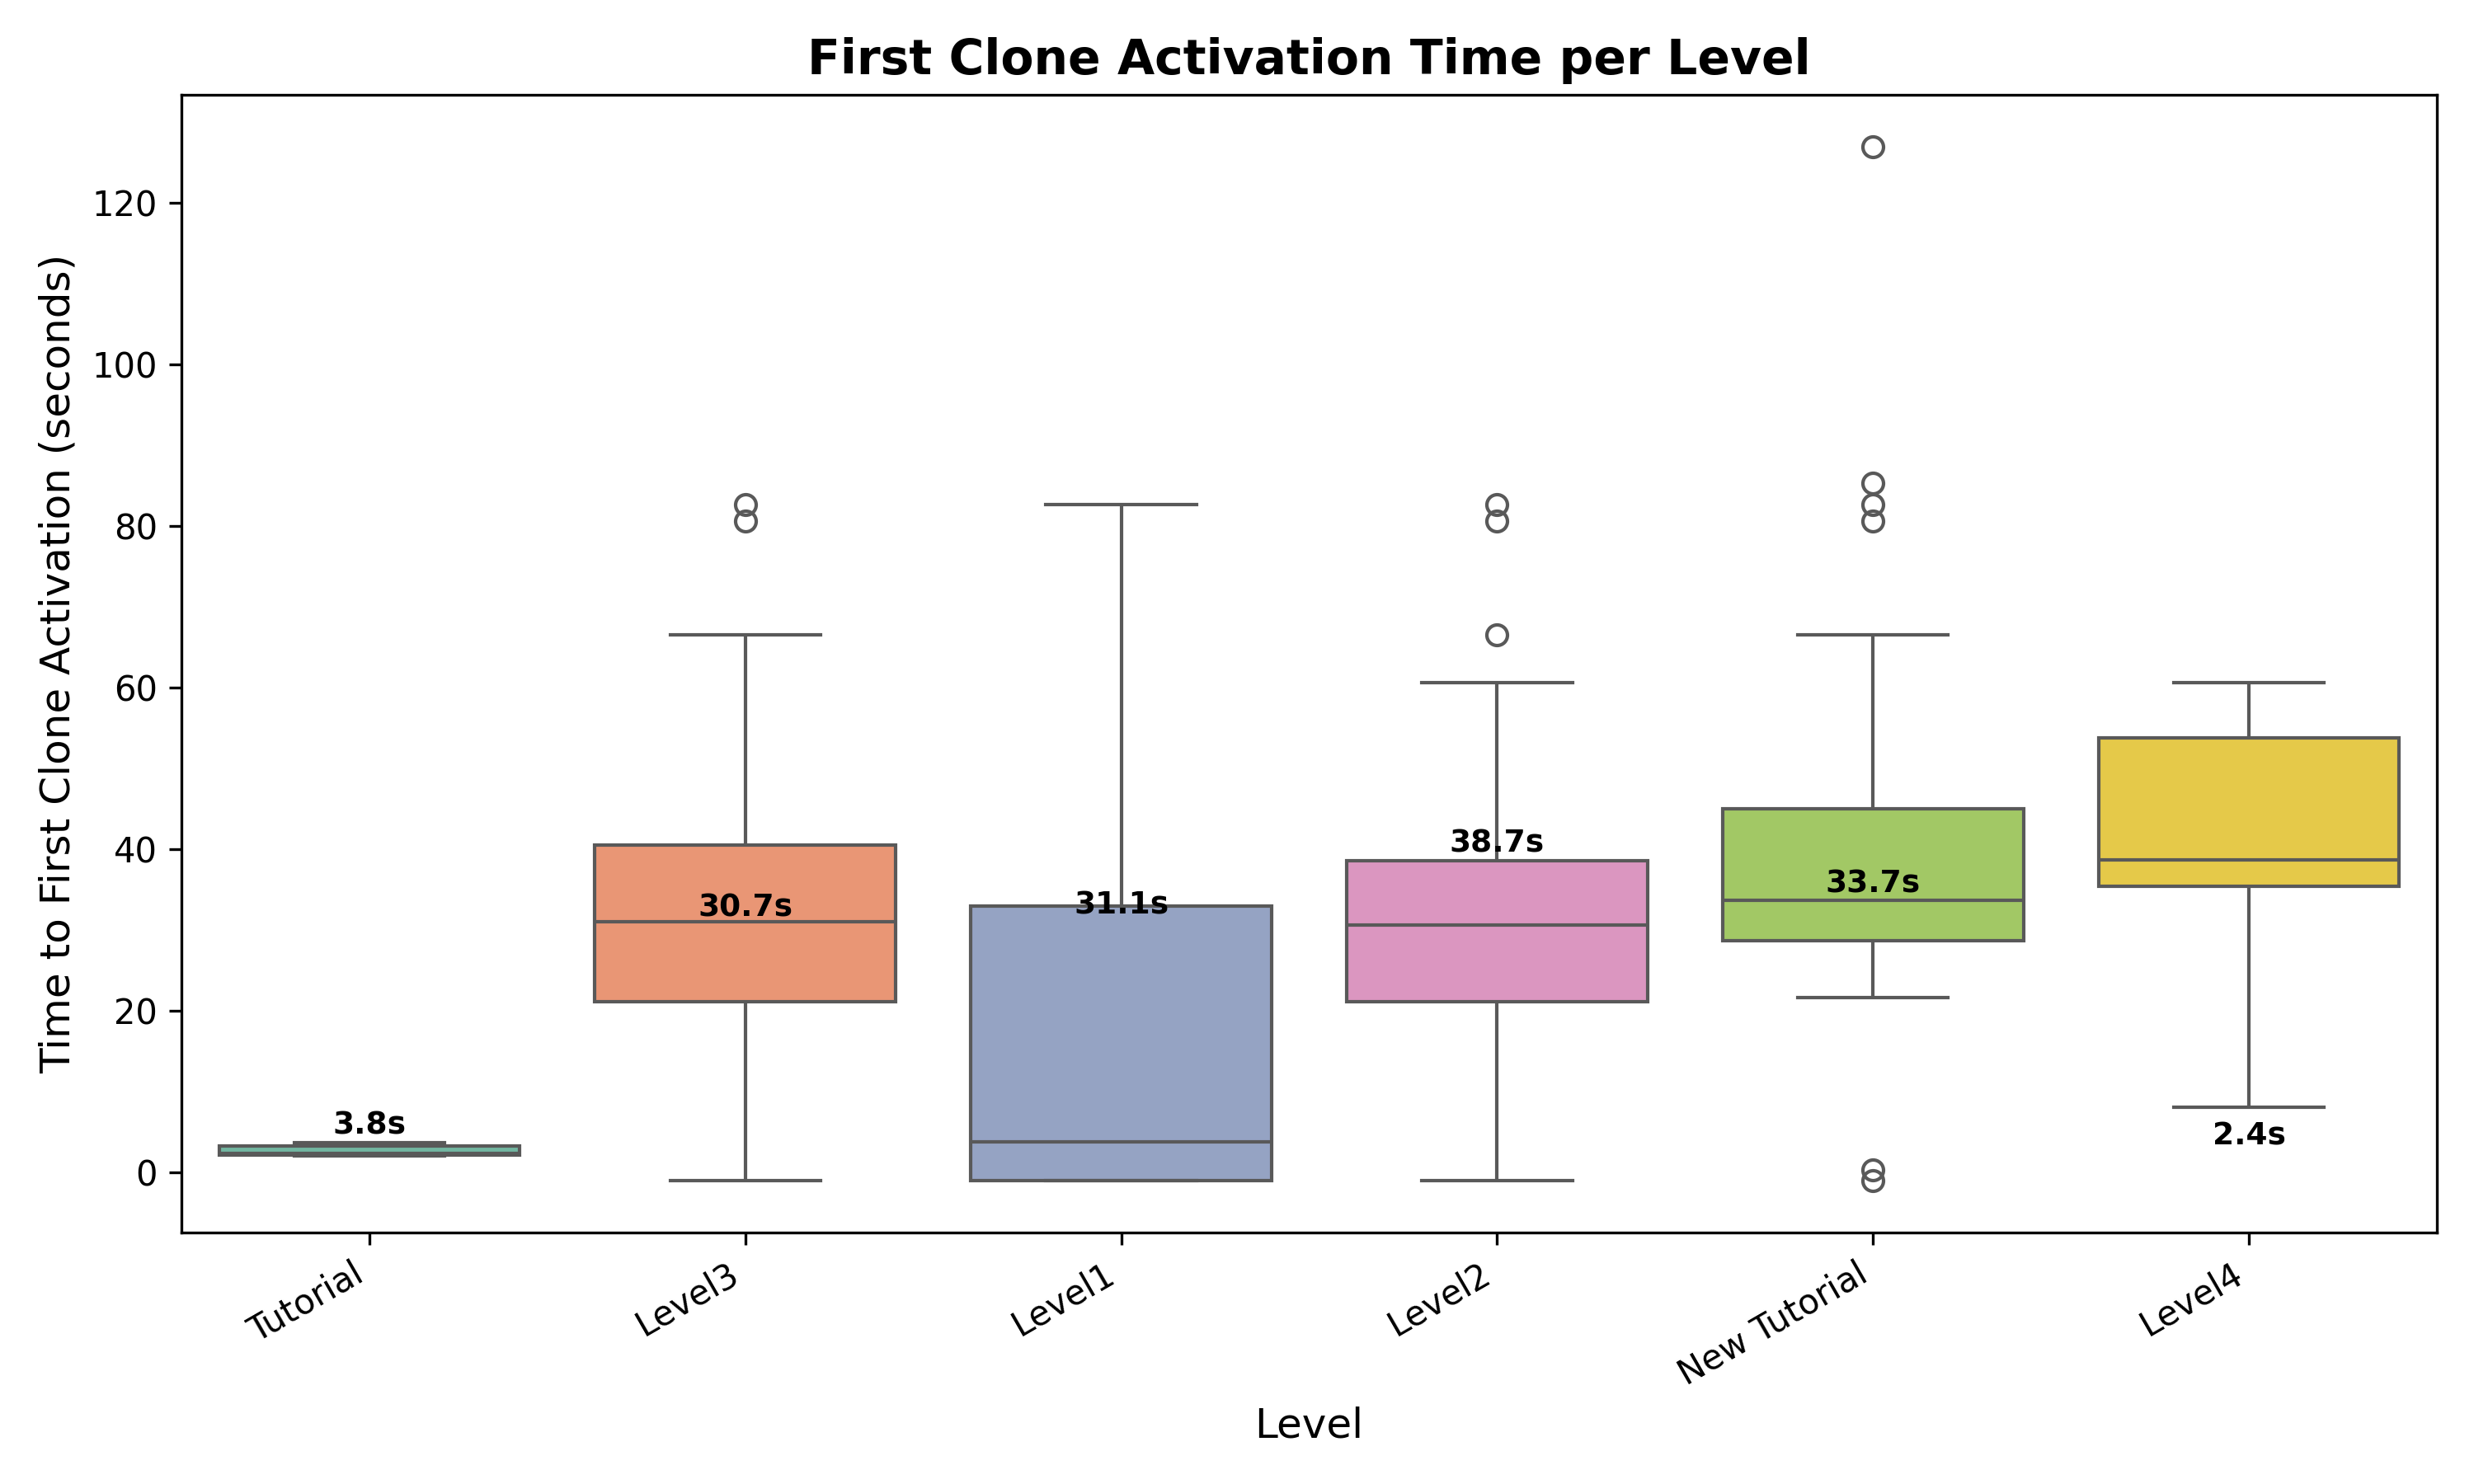 First Clone Activation Time per Level
Time to First Clone Activation (seconds)
120
100
80
60
40
20
0
3.8s
30.7s
31.1s
38.7s
33.7s
2.4s
Tutorial
Level3
Level1
Level2
New Tutorial
Level4
Level